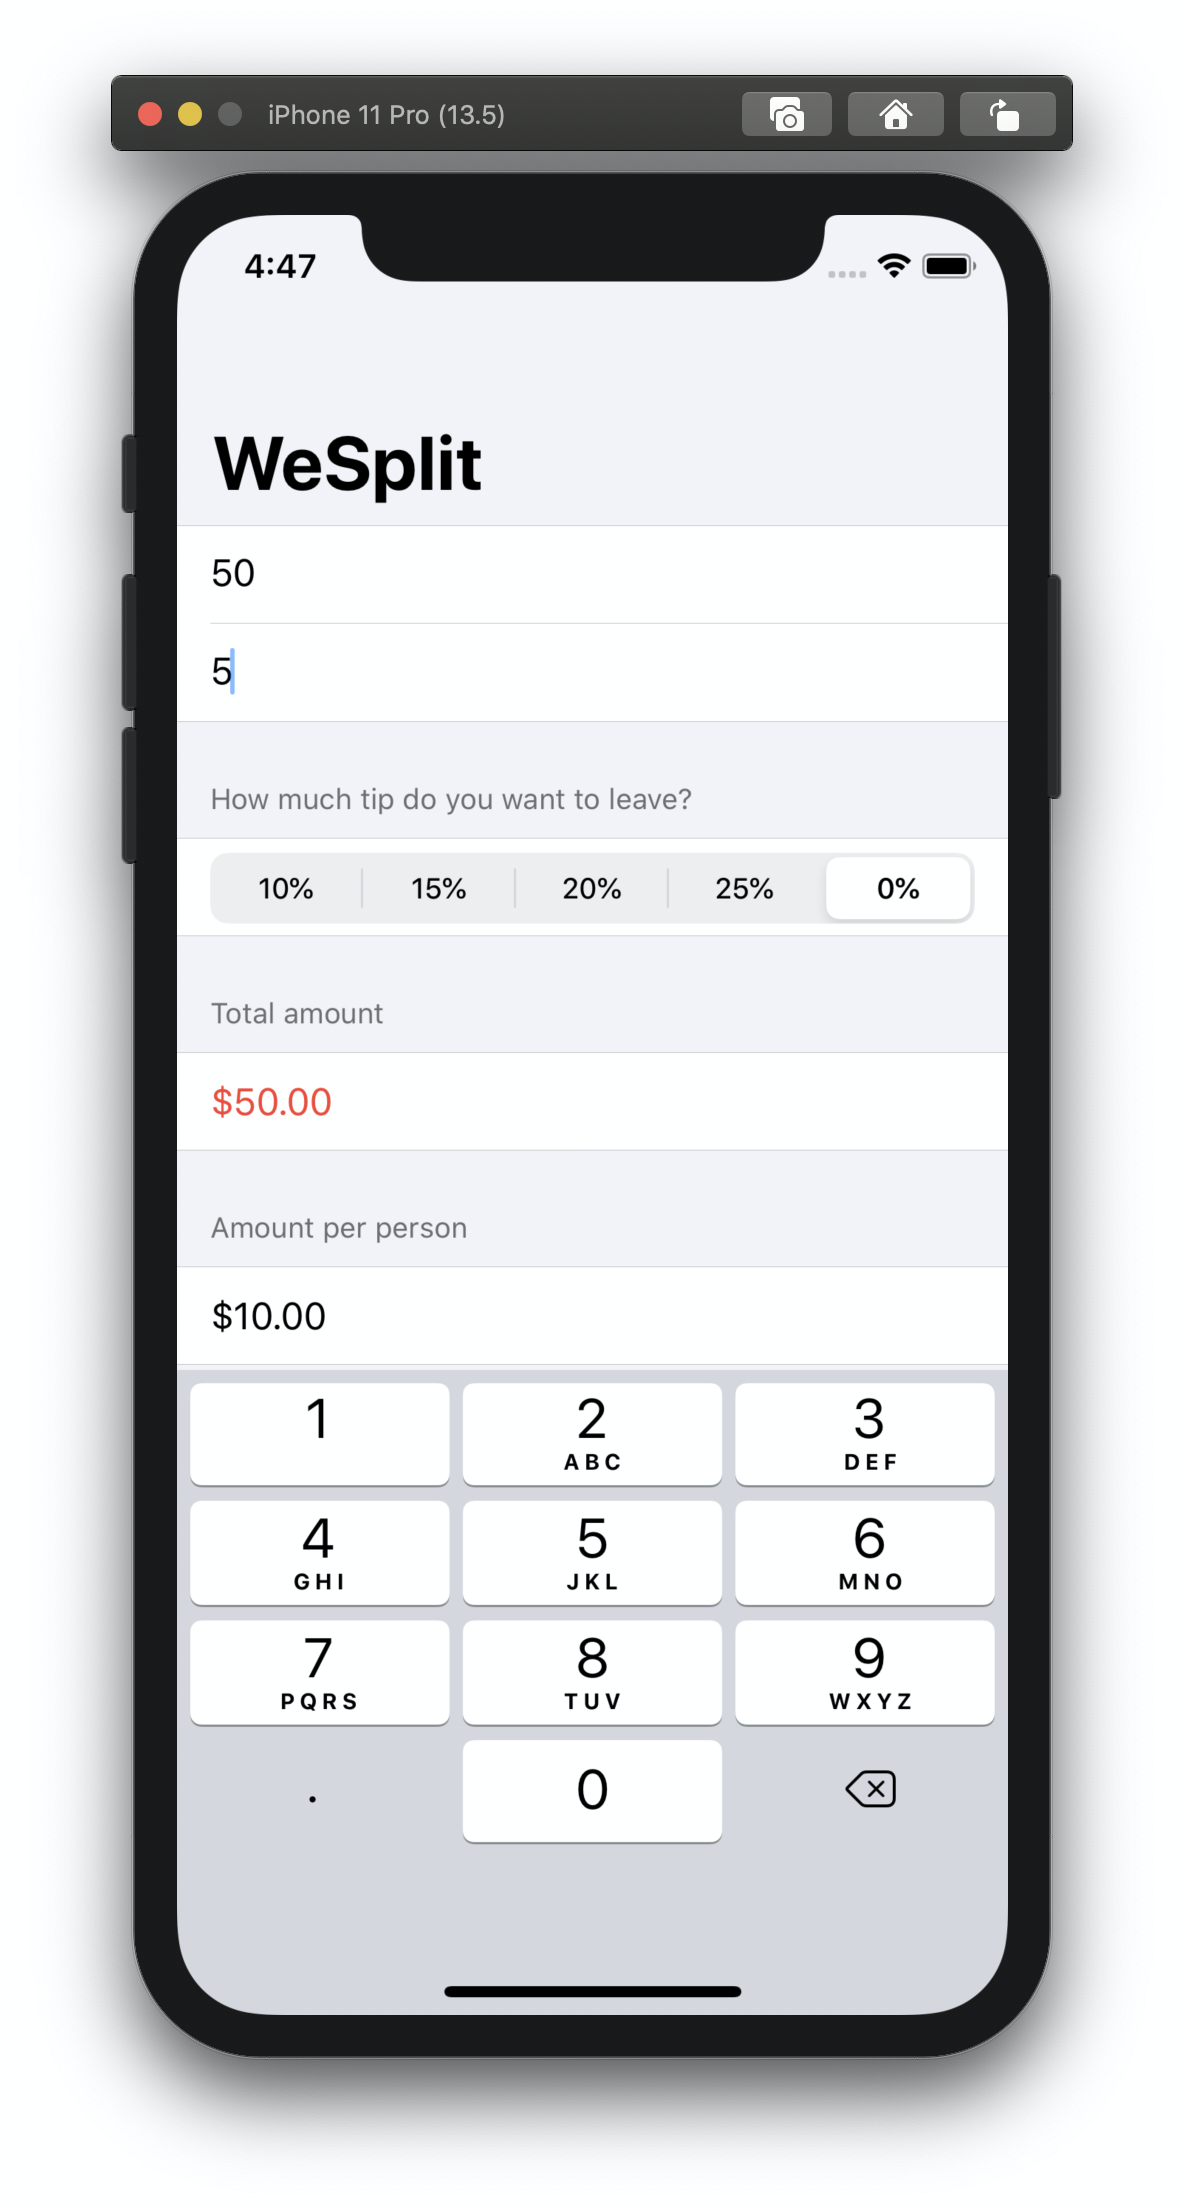 iPhone 11 Pro (13.5)
4:47
WeSplit
50
5
How much tip do you want to leave?
10% 15% 20% 25% 0%
Total amount
$50.00
Amount per person
$10.00
1 2 3
ABC DEF
4 5 6
GHI JKL MNO
7 8 9
PQRS TUV WXYZ
. 0